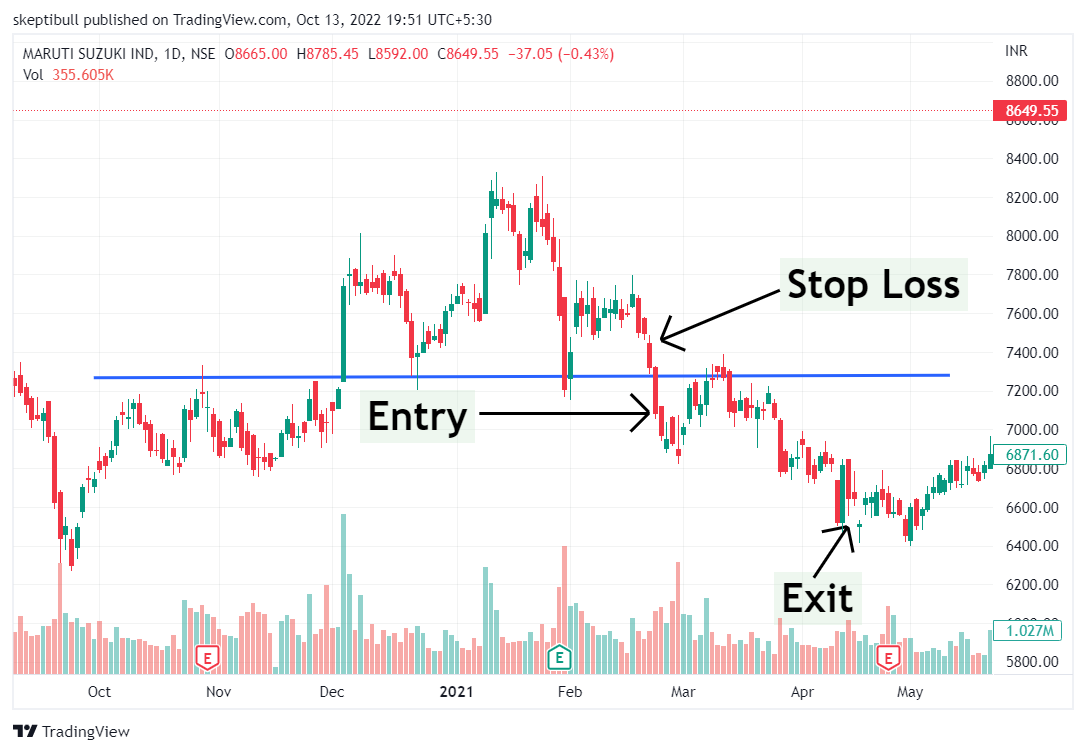 skeptibull published on TradingView.com, Oct 13, 2022 19:51 UTC+5:30
MARUTI SUZUKI IND, 1D, NSE O8665.00 H8785.45 L8592.00 C8649.55 −37.05 (−0.43%)
Vol 355.605K
INR
8800.00
8649.55
8600.00
8400.00
8200.00
8000.00
7800.00
Stop Loss
7600.00
7400.00
7200.00
Entry
7000.00
6871.60
6800.00
6600.00
6400.00
6200.00
Exit
1.027M
E
E
E
5800.00
Oct Nov Dec 2021 Feb Mar Apr May
TradingView